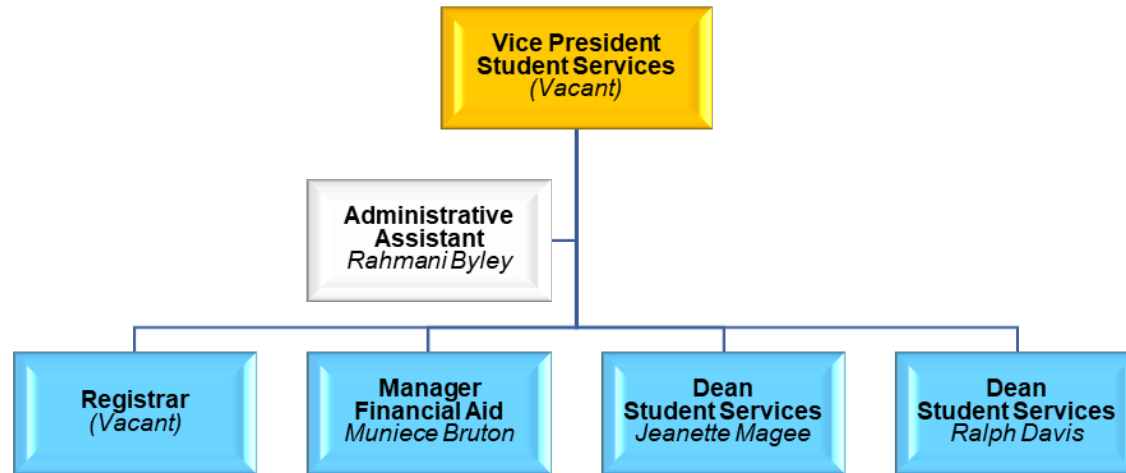 Vice President
Student Services
(Vacant)
Administrative
Assistant
Rahmani Byley
Registrar
(Vacant)
Manager
Financial Aid
Muniece Bruton
Dean
Student Services
Jeanette Magee
Dean
Student Services
Ralph Davis